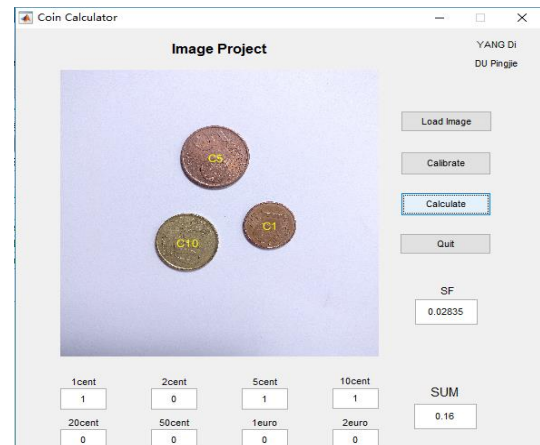 Coin Calculator
Image Project
YANG Di
DU Pingjie
C5
C1
C10
Load Image
Calibrate
Calculate
Quit
SF
0.02835
1cent 2cent 5cent 10cent
1 0 1 1
20cent 50cent 1euro 2euro
0 0 0 0
SUM
0.16